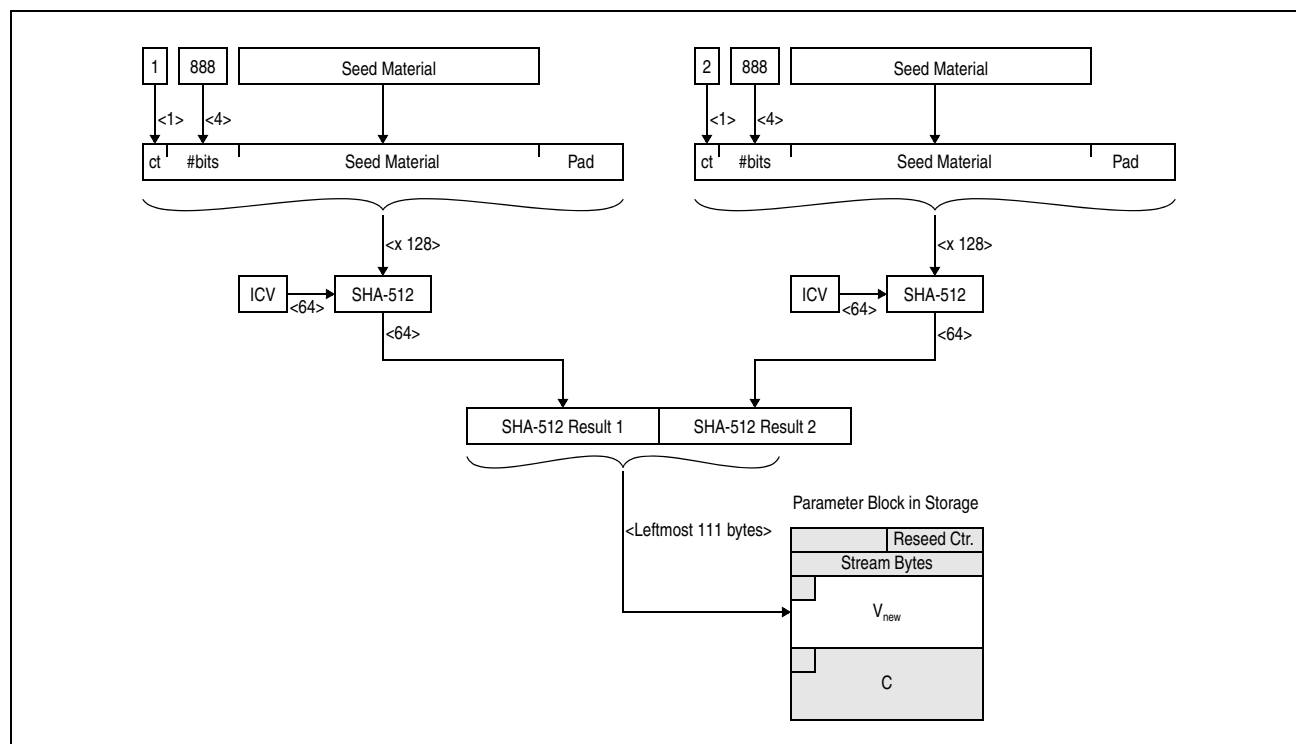 1 888 Seed Material 2 888 Seed Material
<1> <4> <1> <4>
ct #bits Seed Material Pad ct #bits Seed Material Pad
<x 128> <x 128>
ICV SHA-512 ICV SHA-512
<64> <64>
<64> <64>
SHA-512 Result 1 SHA-512 Result 2
Parameter Block in Storage
<Leftmost 111 bytes>
Reseed Ctr.
Stream Bytes
Vnew
C